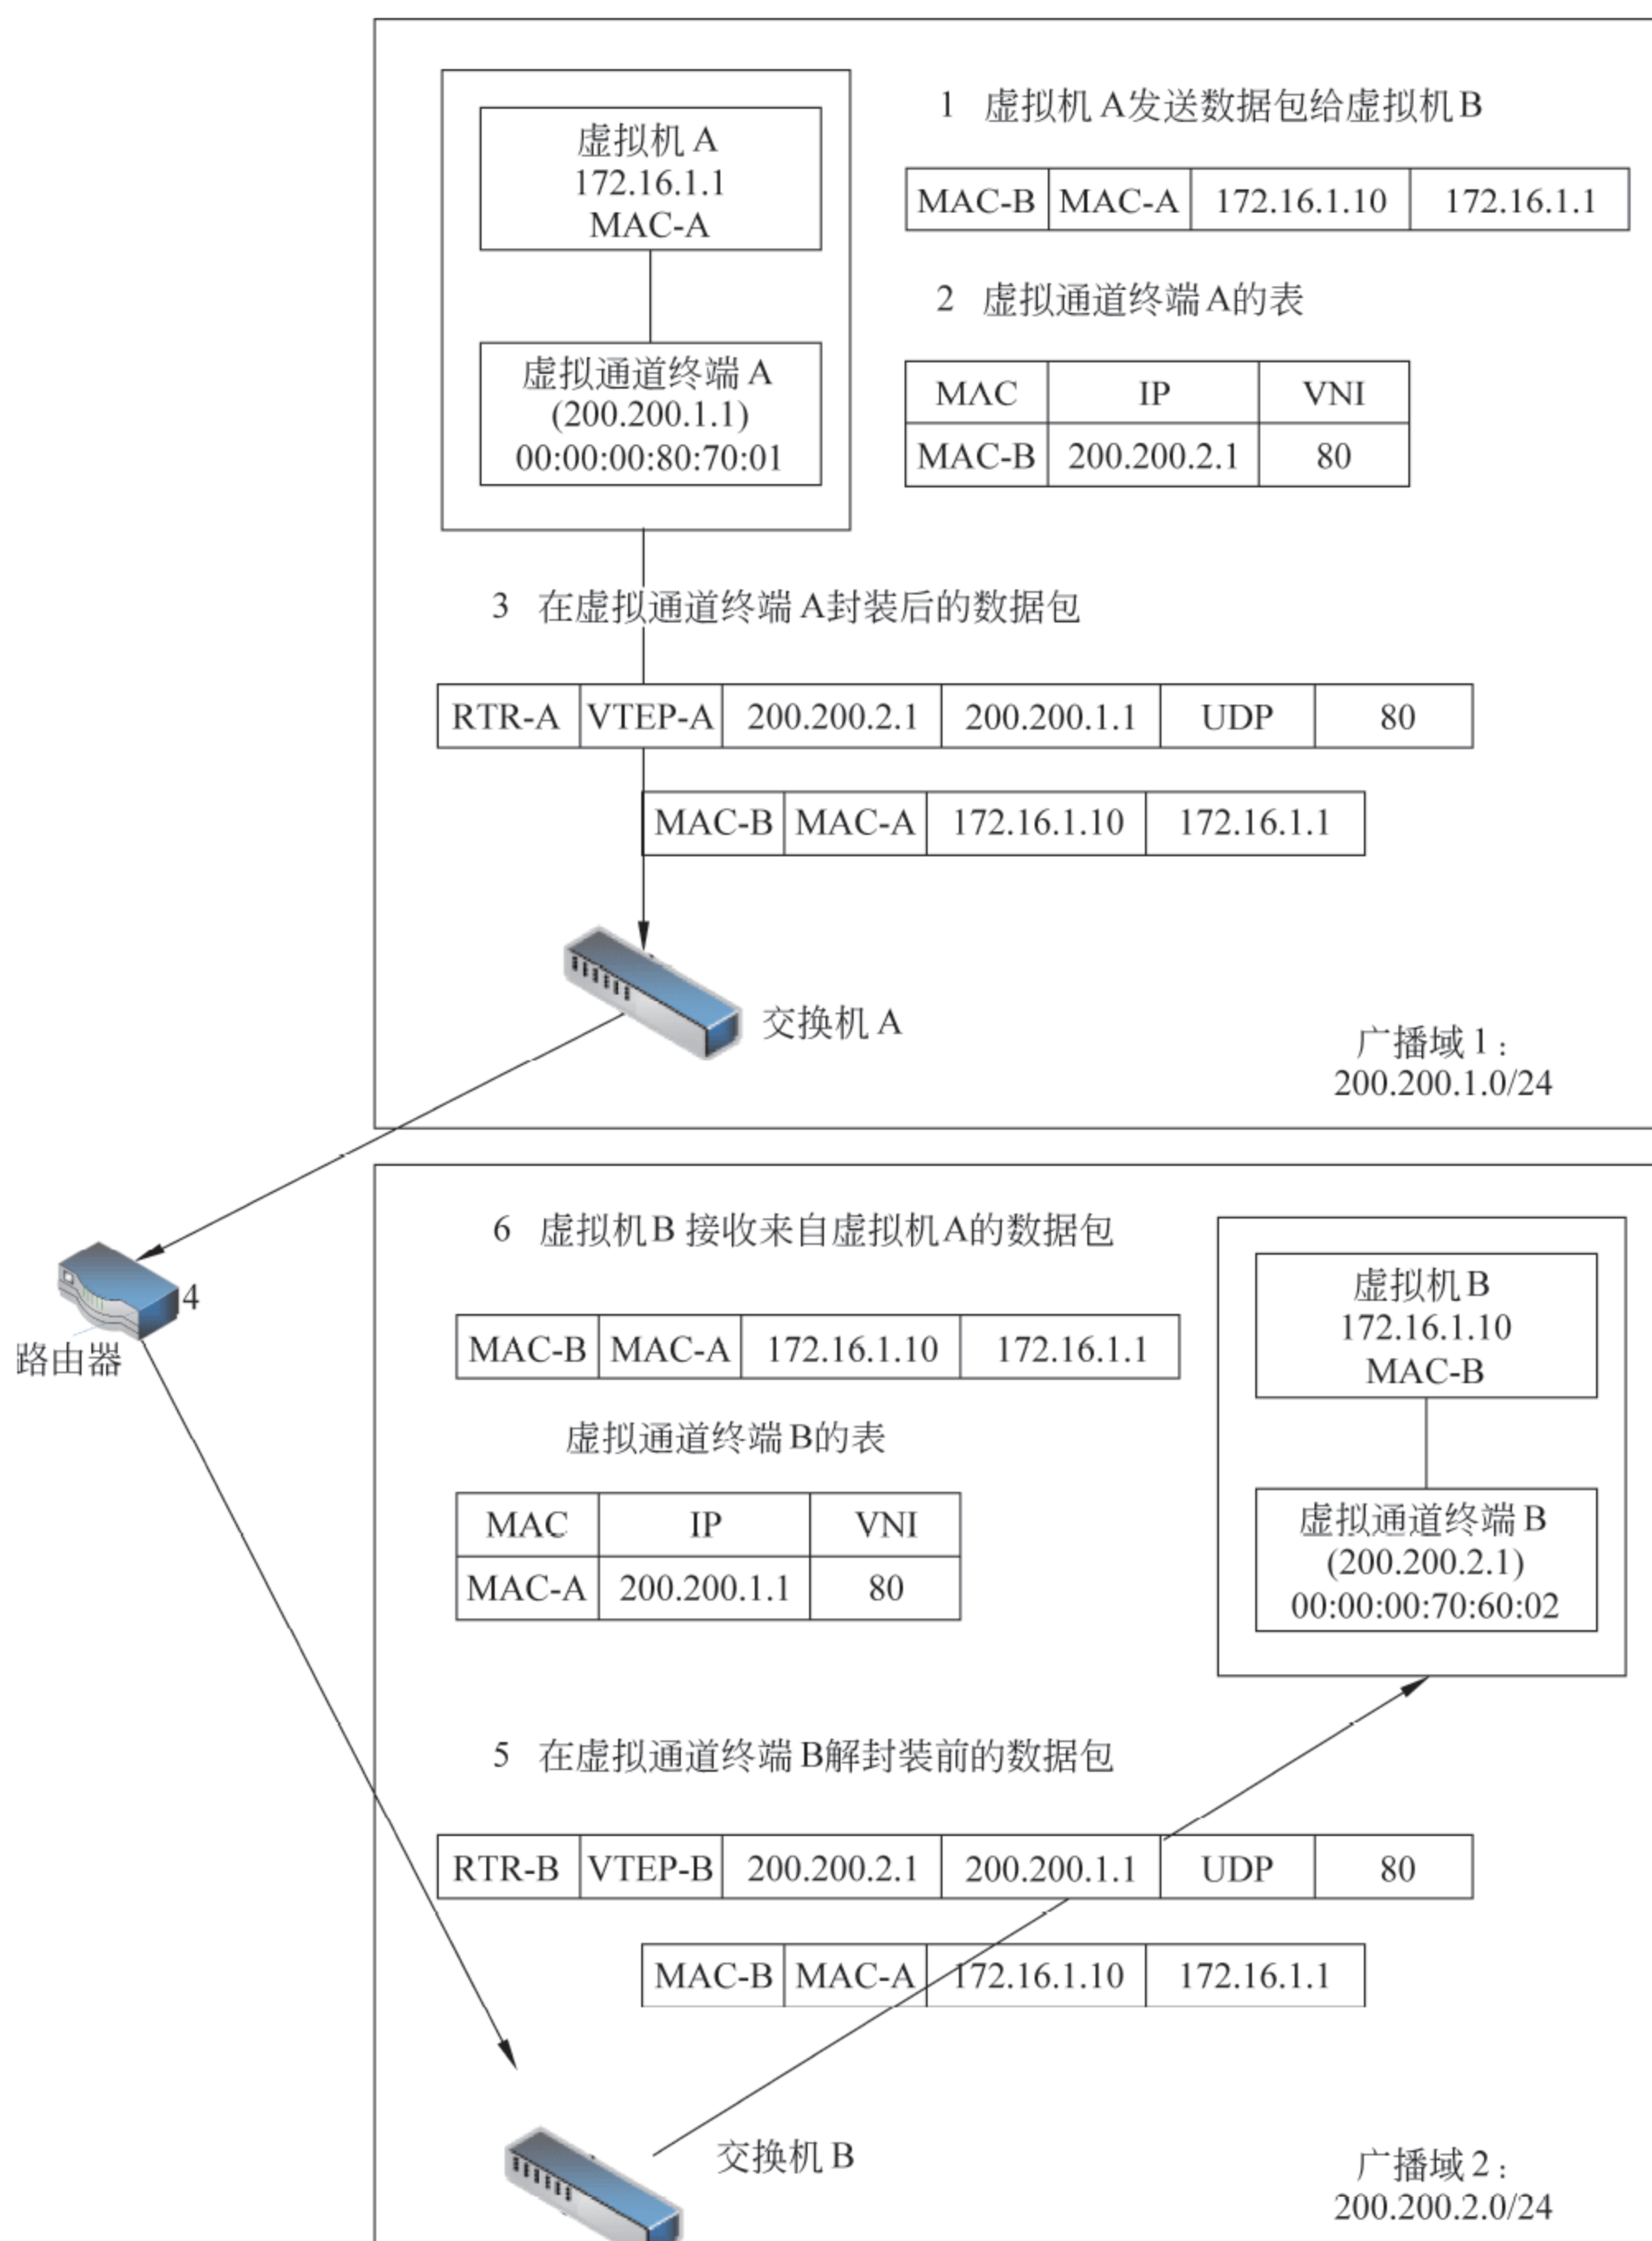 虚拟机 A
172.16.1.1
MAC-A
虚拟通道终端 A
(200.200.1.1)
00:00:00:80:70:01
1 虚拟机 A发送数据包给虚拟机 B
MAC-B MAC-A 172.16.1.10 172.16.1.1
2 虚拟通道终端 A的表
MAC IP VNI
MAC-B 200.200.2.1 80
3 在虚拟通道终端 A封装后的数据包
RTR-A VTEP-A 200.200.2.1 200.200.1.1 UDP 80
MAC-B MAC-A 172.16.1.10 172.16.1.1
交换机 A
广播域 1：
200.200.1.0/24
4
路由器
6 虚拟机 B 接收来自虚拟机 A的数据包
MAC-B MAC-A 172.16.1.10 172.16.1.1
虚拟通道终端 B的表
MAC IP VNI
MAC-A 200.200.1.1 80
虚拟机 B
172.16.1.10
MAC-B
虚拟通道终端 B
(200.200.2.1)
00:00:00:70:60:02
5 在虚拟通道终端 B解封装前的数据包
RTR-B VTEP-B 200.200.2.1 200.200.1.1 UDP 80
MAC-B MAC-A 172.16.1.10 172.16.1.1
交换机 B
广播域 2：
200.200.2.0/24